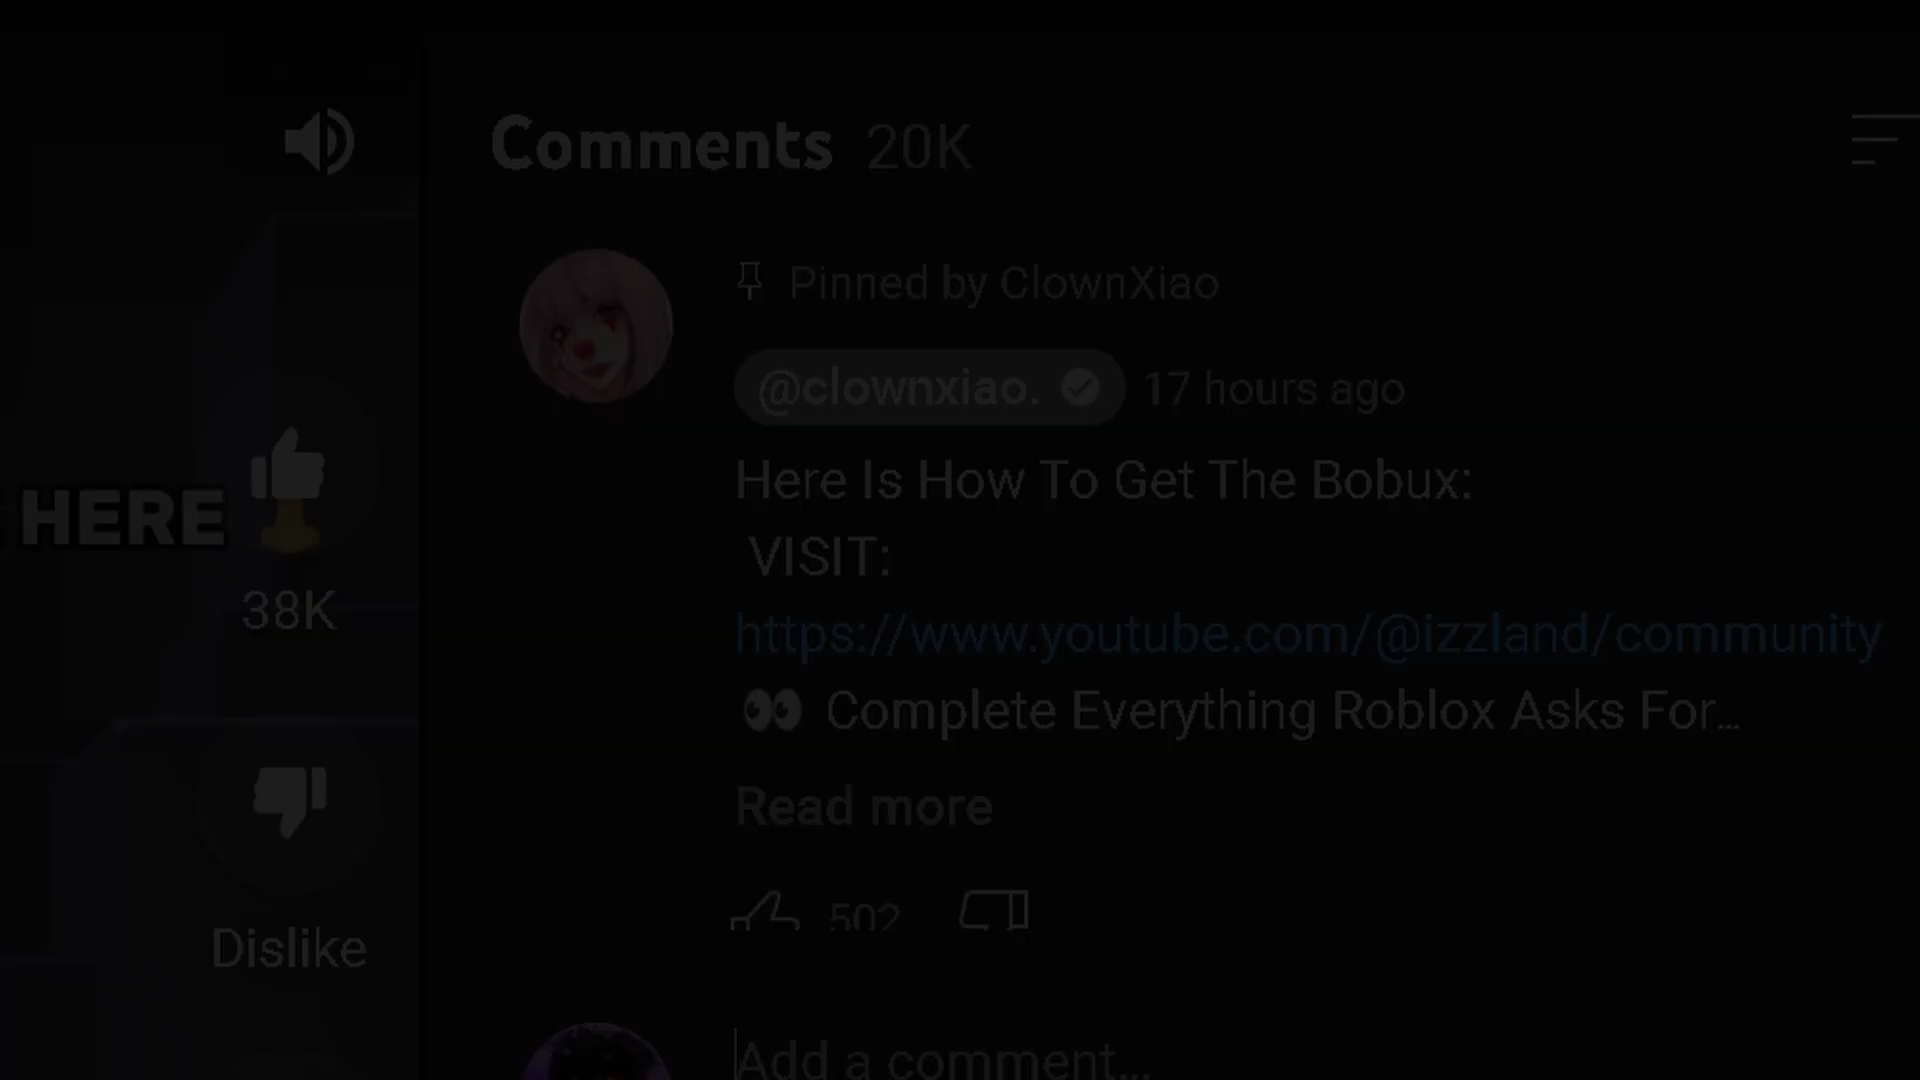 Comments 20K
Pinned by ClownXiao
@clownxiao. 17 hours ago
Here Is How To Get The Bobux:
VISIT:
https://www.youtube.com/@izzland/community
👀 Complete Everything Roblox Asks For...
Read more
502
Add a comment...
HERE
38K
Dislike